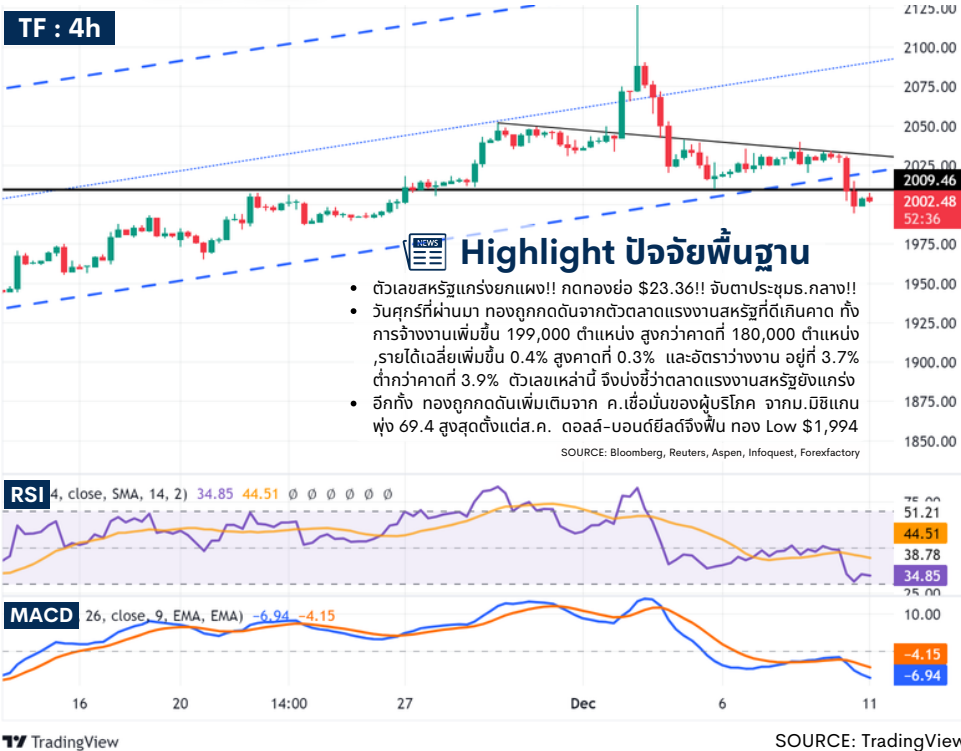 TF : 4h
2125.00
2100.00
2075.00
2050.00
2025.00
2009.46
2002.48
52:36
1975.00
1950.00
1925.00
1900.00
1875.00
1850.00
NEWS
Highlight ปัจจัยพื้นฐาน
• ตัวเลขสหรัฐแกร่งยกแผง!! กดทองย่อ $23.36!! จับตาประชุมธ.กลาง!!
• วันศุกร์ที่ผ่านมา ทองถูกกดดันจากตัวตลาดแรงงานสหรัฐที่ดีเกินคาด ทั้ง
การจ้างงานเพิ่มขึ้น 199,000 ตำแหน่ง สูงกว่าคาดที่ 180,000 ตำแหน่ง
,รายได้เฉลี่ยเพิ่มขึ้น 0.4% สูงคาดที่ 0.3% และอัตราว่างงาน อยู่ที่ 3.7%
ต่ำกว่าคาดที่ 3.9% ตัวเลขเหล่านี้ จึงบ่งชี้ว่าตลาดแรงงานสหรัฐยังแกร่ง
• อีกทั้ง ทองถูกกดดันเพิ่มเติมจาก ค.เชื่อมั่นของผู้บริโภค จากม.มิชิแกน
พุ่ง 69.4 สูงสุดตั้งแต่ส.ค. ดอลล์-บอนด์ยีลด์จึงฟื้น ทอง Low $1,994
SOURCE: Bloomberg, Reuters, Aspen, Infoquest, Forexfactory
RSI 4, close, SMA, 14, 2) 34.85 44.51 Ø Ø Ø Ø Ø Ø
75.00
51.21
44.51
38.78
34.85
25.00
MACD 26, close, 9, EMA, EMA) −6.94 −4.15
10.00
−4.15
−6.94
16 20 14:00 27 Dec 6 11
TradingView
SOURCE: TradingView